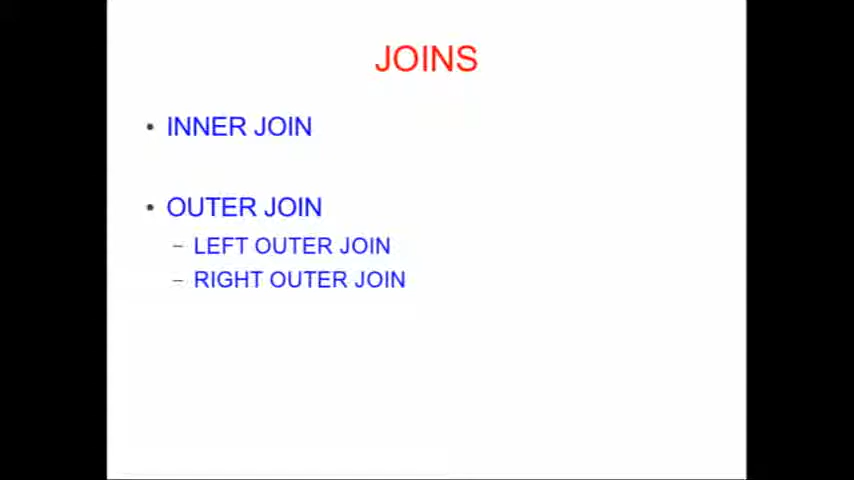 JOINS
• INNER JOIN
• OUTER JOIN
– LEFT OUTER JOIN
– RIGHT OUTER JOIN